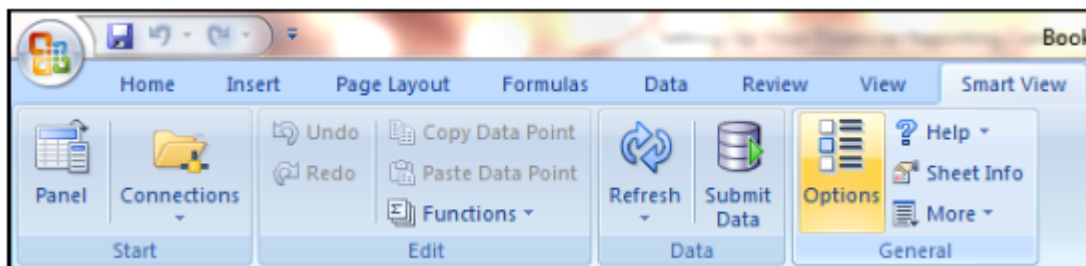 Book
Home Insert Page Layout Formulas Data Review View Smart View
Panel
Connections
Start
Undo
Redo
Copy Data Point
Paste Data Point
Functions
Edit
Refresh
Submit
Data
Data
Options
Help
Sheet Info
More
General